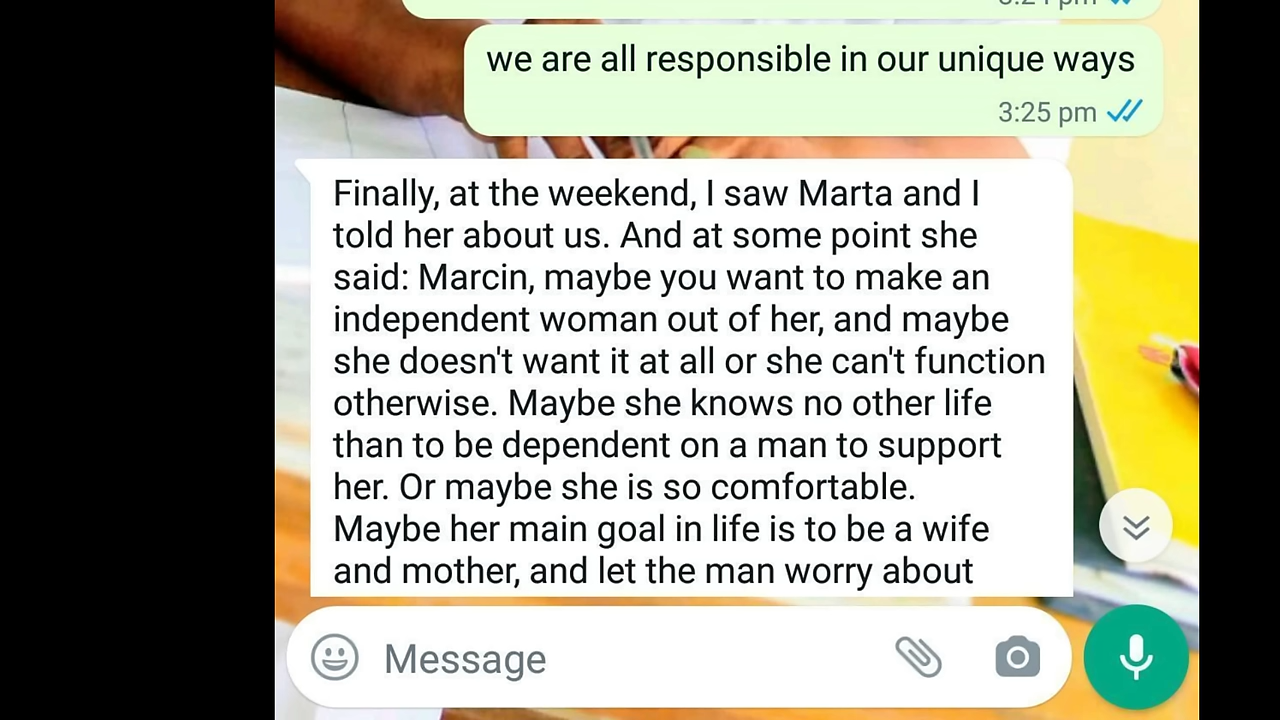 we are all responsible in our unique ways
3:25 pm
Finally, at the weekend, I saw Marta and I
told her about us. And at some point she
said: Marcin, maybe you want to make an
independent woman out of her, and maybe
she doesn't want it at all or she can't function
otherwise. Maybe she knows no other life
than to be dependent on a man to support
her. Or maybe she is so comfortable.
Maybe her main goal in life is to be a wife
and mother, and let the man worry about
Message